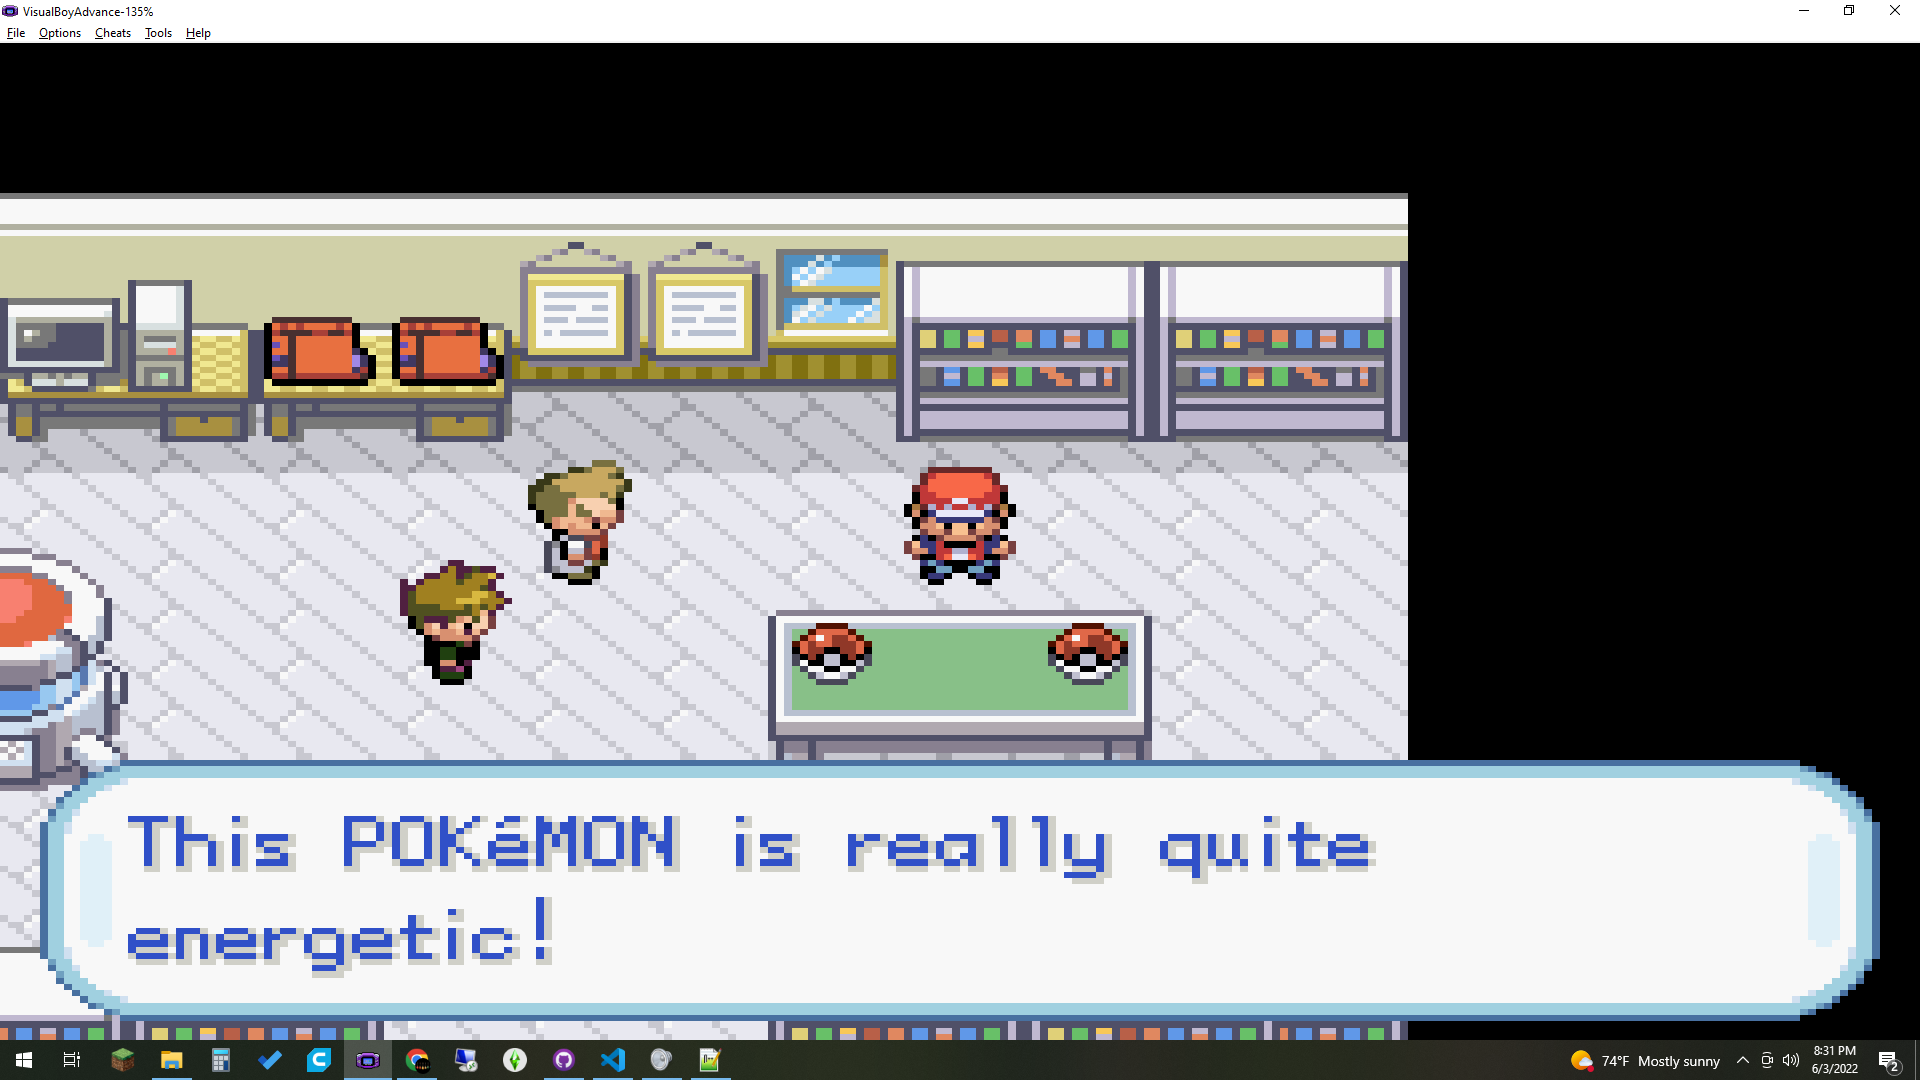 VisualBoyAdvance-135%
File Options Cheats Tools Help
This POKéMON is really quite
energetic!
74°F Mostly sunny
8:31 PM
6/3/2022
2